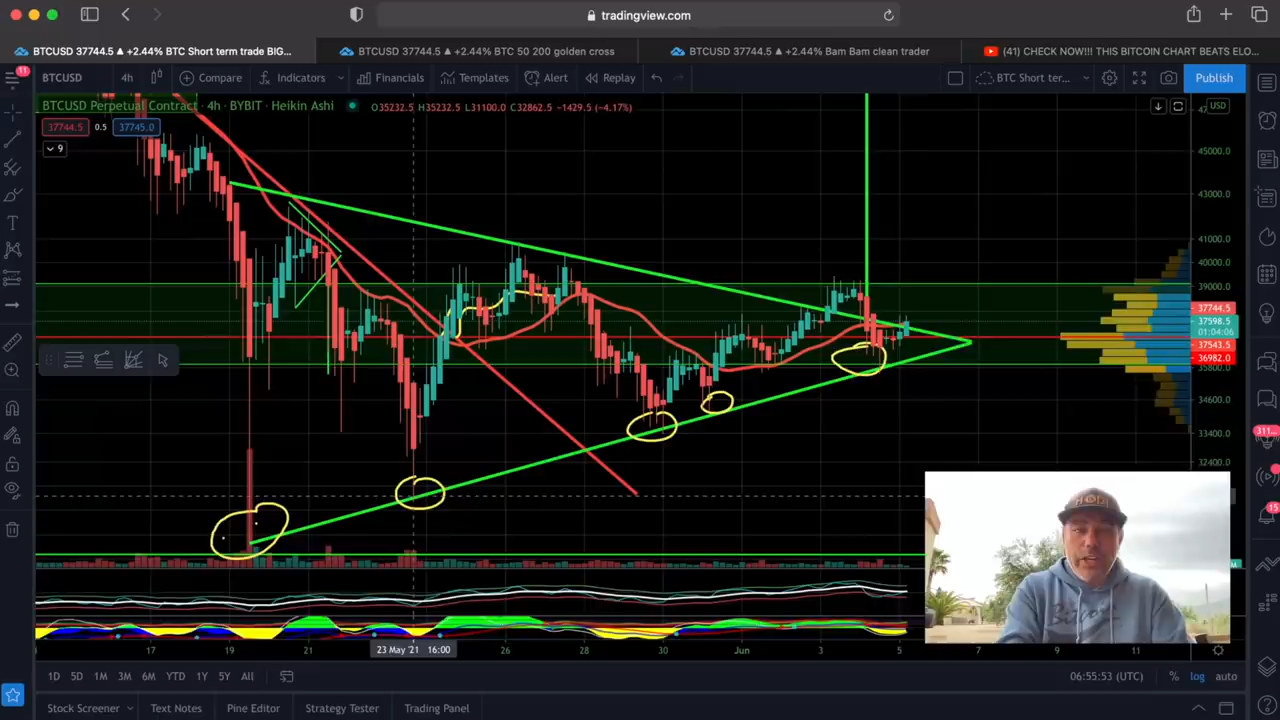 tradingview.com
BTCUSD 37744.5 ▲ +2.44% BTC Short term trade BIG...
BTCUSD 37744.5 ▲ +2.44% BTC 50 200 golden cross
BTCUSD 37744.5 ▲ +2.44% Bam Bam clean trader
(41) CHECK NOW!!! THIS BITCOIN CHART BEATS ELO...
11
BTCUSD
4h
Compare
Indicators
Financials
Templates
Alert
Replay
BTC Short ter...
Publish
BTCUSD Perpetual Contract · 4h · BYBIT · Heikin Ashi
O35232.5 H35232.5 L31100.0 C32862.5 -1429.5 (-4.17%)
USD
37744.5
0.5
37745.0
9
45000.0
43000.0
41000.0
40000.0
39000.0
37744.5
37598.5
01:04:06
37543.5
36982.0
35800.0
34600.0
33400.0
32400.0
311...
15
HODL
17
19
21
23 May '21 16:00
26
28
30
Jun
3
5
7
9
11
1D
5D
1M
3M
6M
YTD
1Y
5Y
All
06:55:53 (UTC)
%
log
auto
Stock Screener
Text Notes
Pine Editor
Strategy Tester
Trading Panel